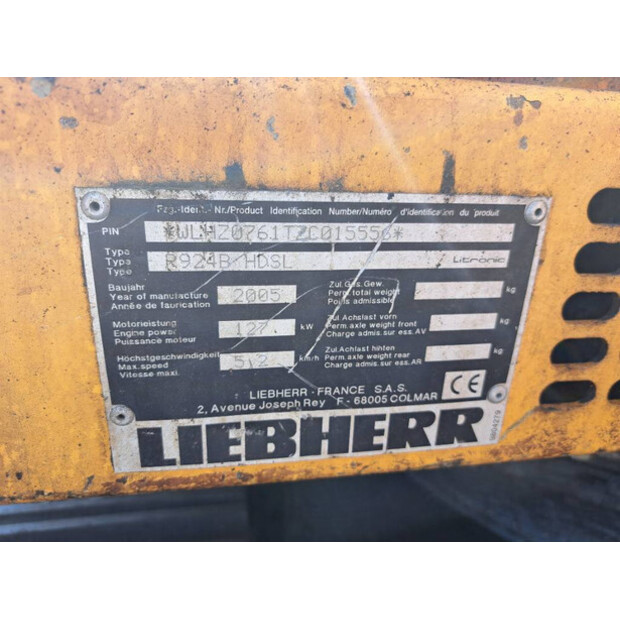 Fzg.-Ident.- Nr./Product Identification Number/Numéro d'identification du produit
PIN *WLHZ0761TZC015556*
Type
Type R924B HDSL Litronic
Type
Baujahr
Year of manufacture 2005
Année de fabrication
Motorleistung
Engine power 127 kW
Puissance moteur
Höchstgeschwindigkeit
Max. speed 5,2 km/h
Vitesse maxi.
Zul. Ges. Gew.
Perm. total weight kg
Poids admissible
Zul. Achslast vorn
Perm. axle weight front kg
Charge admis. sur ess. AV
Zul. Achlast hinten
Perm. axle weight rear kg
Charge admis. sur ess. AR
LIEBHERR - FRANCE S.A.S.
2, Avenue Joseph Rey F - 68005 COLMAR
CE
LIEBHERR